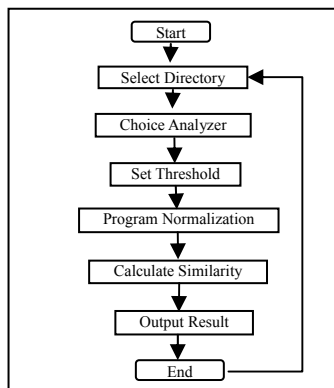 Start
Select Directory
Choice Analyzer
Set Threshold
Program Normalization
Calculate Similarity
Output Result
End